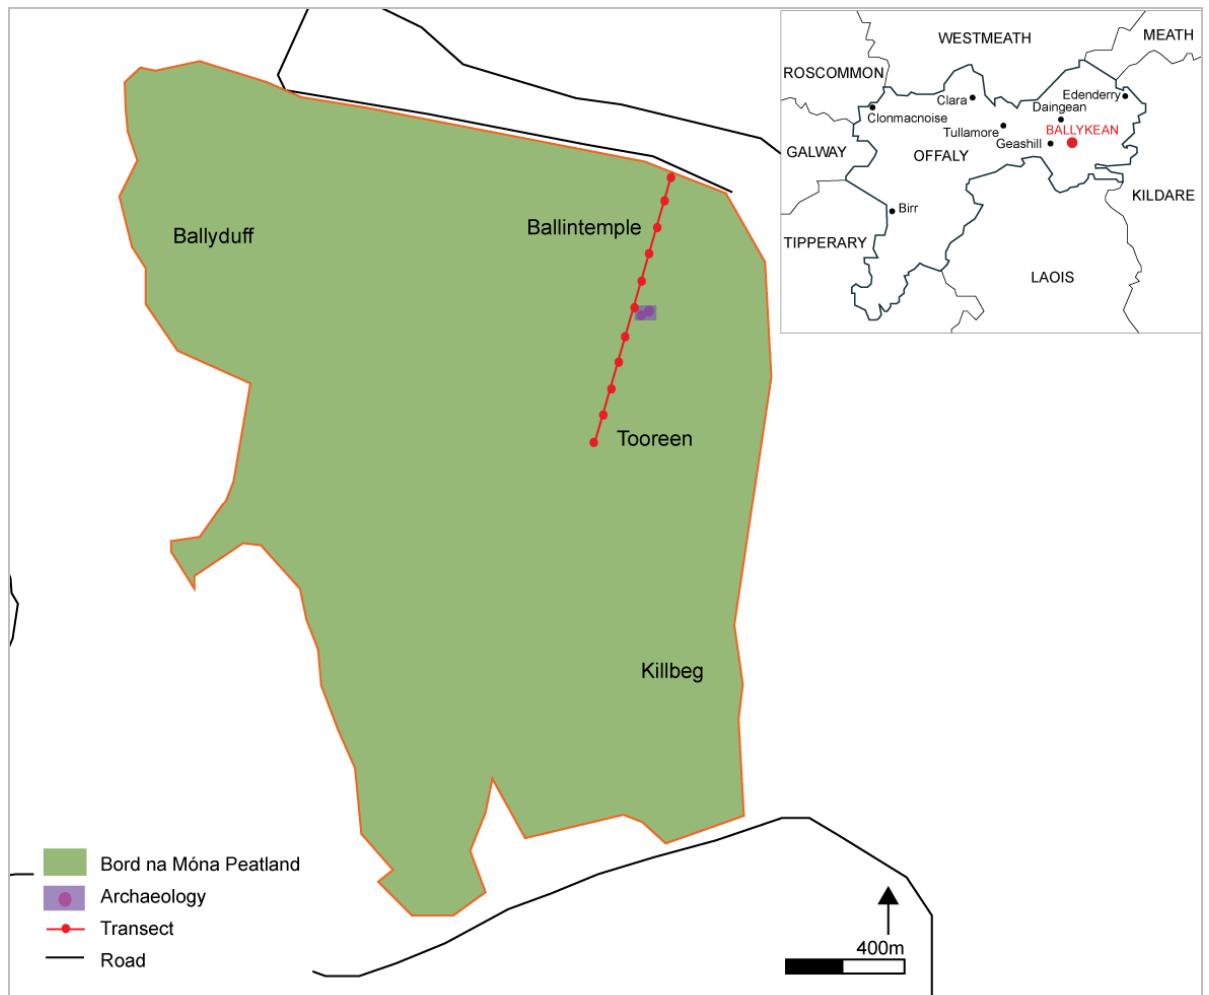 WESTMEATH
MEATH
ROSCOMMON
Clara
Edenderry
Daingean
Clonmacnoise
Tullamore
BALLYKEAN
Geashill
GALWAY
OFFALY
KILDARE
Birr
TIPPERARY
LAOIS
Ballintemple
Ballyduff
Tooreen
Killbeg
Bord na Móna Peatland
Archaeology
Transect
Road
400m